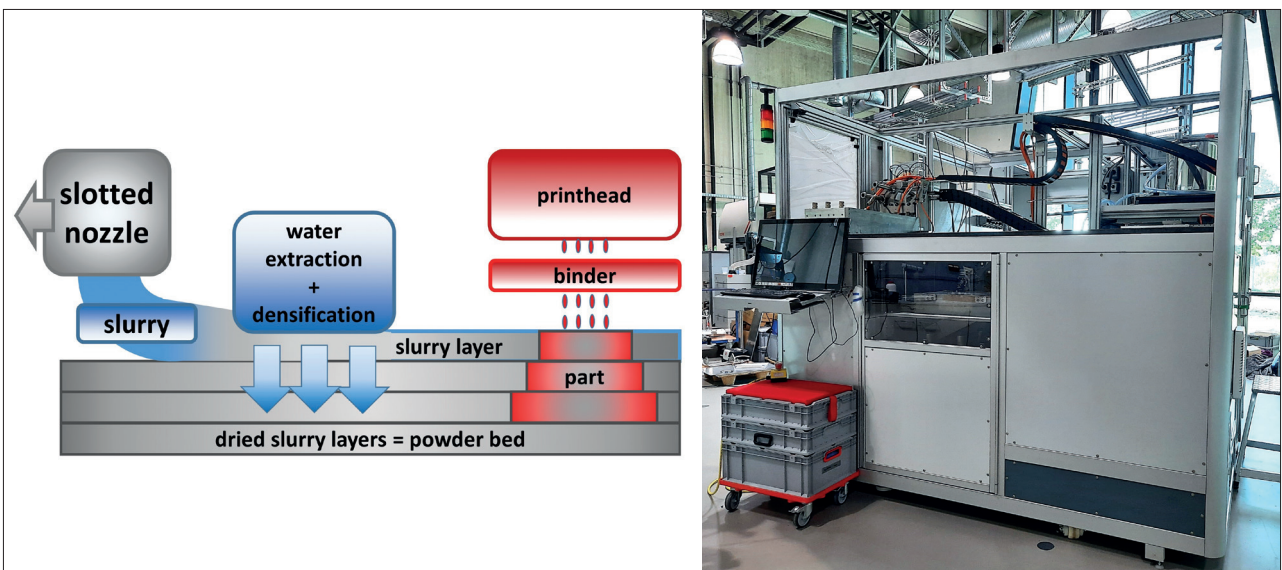 slotted
nozzle
water
extraction
+
densification
printhead
binder
slurry
slurry layer
part
dried slurry layers = powder bed